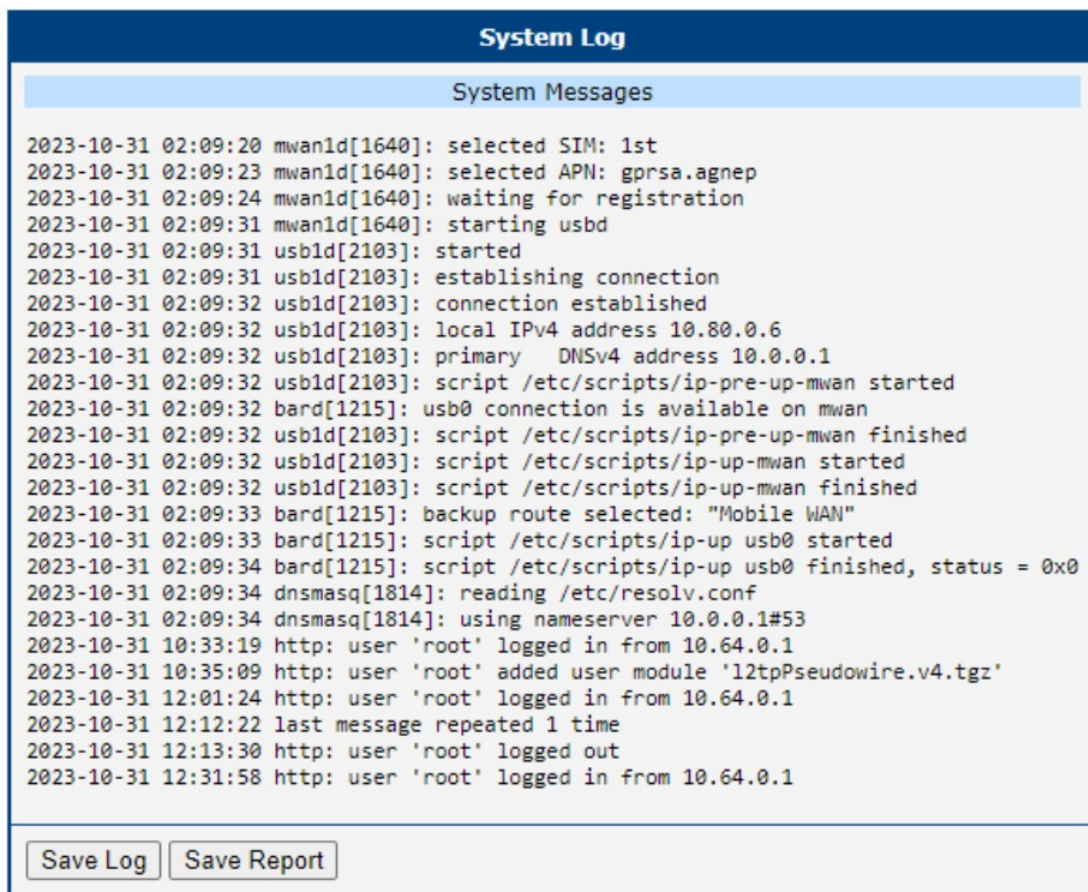 System Log
System Messages
2023-10-31 02:09:20 mwan1d[1640]: selected SIM: 1st
2023-10-31 02:09:23 mwan1d[1640]: selected APN: gprsa.agnep
2023-10-31 02:09:24 mwan1d[1640]: waiting for registration
2023-10-31 02:09:31 mwan1d[1640]: starting usbd
2023-10-31 02:09:31 usb1d[2103]: started
2023-10-31 02:09:31 usb1d[2103]: establishing connection
2023-10-31 02:09:32 usb1d[2103]: connection established
2023-10-31 02:09:32 usb1d[2103]: local IPv4 address 10.80.0.6
2023-10-31 02:09:32 usb1d[2103]: primary   DNSv4 address 10.0.0.1
2023-10-31 02:09:32 usb1d[2103]: script /etc/scripts/ip-pre-up-mwan started
2023-10-31 02:09:32 bard[1215]: usb0 connection is available on mwan
2023-10-31 02:09:32 usb1d[2103]: script /etc/scripts/ip-pre-up-mwan finished
2023-10-31 02:09:32 usb1d[2103]: script /etc/scripts/ip-up-mwan started
2023-10-31 02:09:32 usb1d[2103]: script /etc/scripts/ip-up-mwan finished
2023-10-31 02:09:33 bard[1215]: backup route selected: "Mobile WAN"
2023-10-31 02:09:33 bard[1215]: script /etc/scripts/ip-up usb0 started
2023-10-31 02:09:34 bard[1215]: script /etc/scripts/ip-up usb0 finished, status = 0x0
2023-10-31 02:09:34 dnsmasq[1814]: reading /etc/resolv.conf
2023-10-31 02:09:34 dnsmasq[1814]: using nameserver 10.0.0.1#53
2023-10-31 10:33:19 http: user 'root' logged in from 10.64.0.1
2023-10-31 10:35:09 http: user 'root' added user module 'l2tpPseudowire.v4.tgz'
2023-10-31 12:01:24 http: user 'root' logged in from 10.64.0.1
2023-10-31 12:12:22 last message repeated 1 time
2023-10-31 12:13:30 http: user 'root' logged out
2023-10-31 12:31:58 http: user 'root' logged in from 10.64.0.1
Save Log Save Report